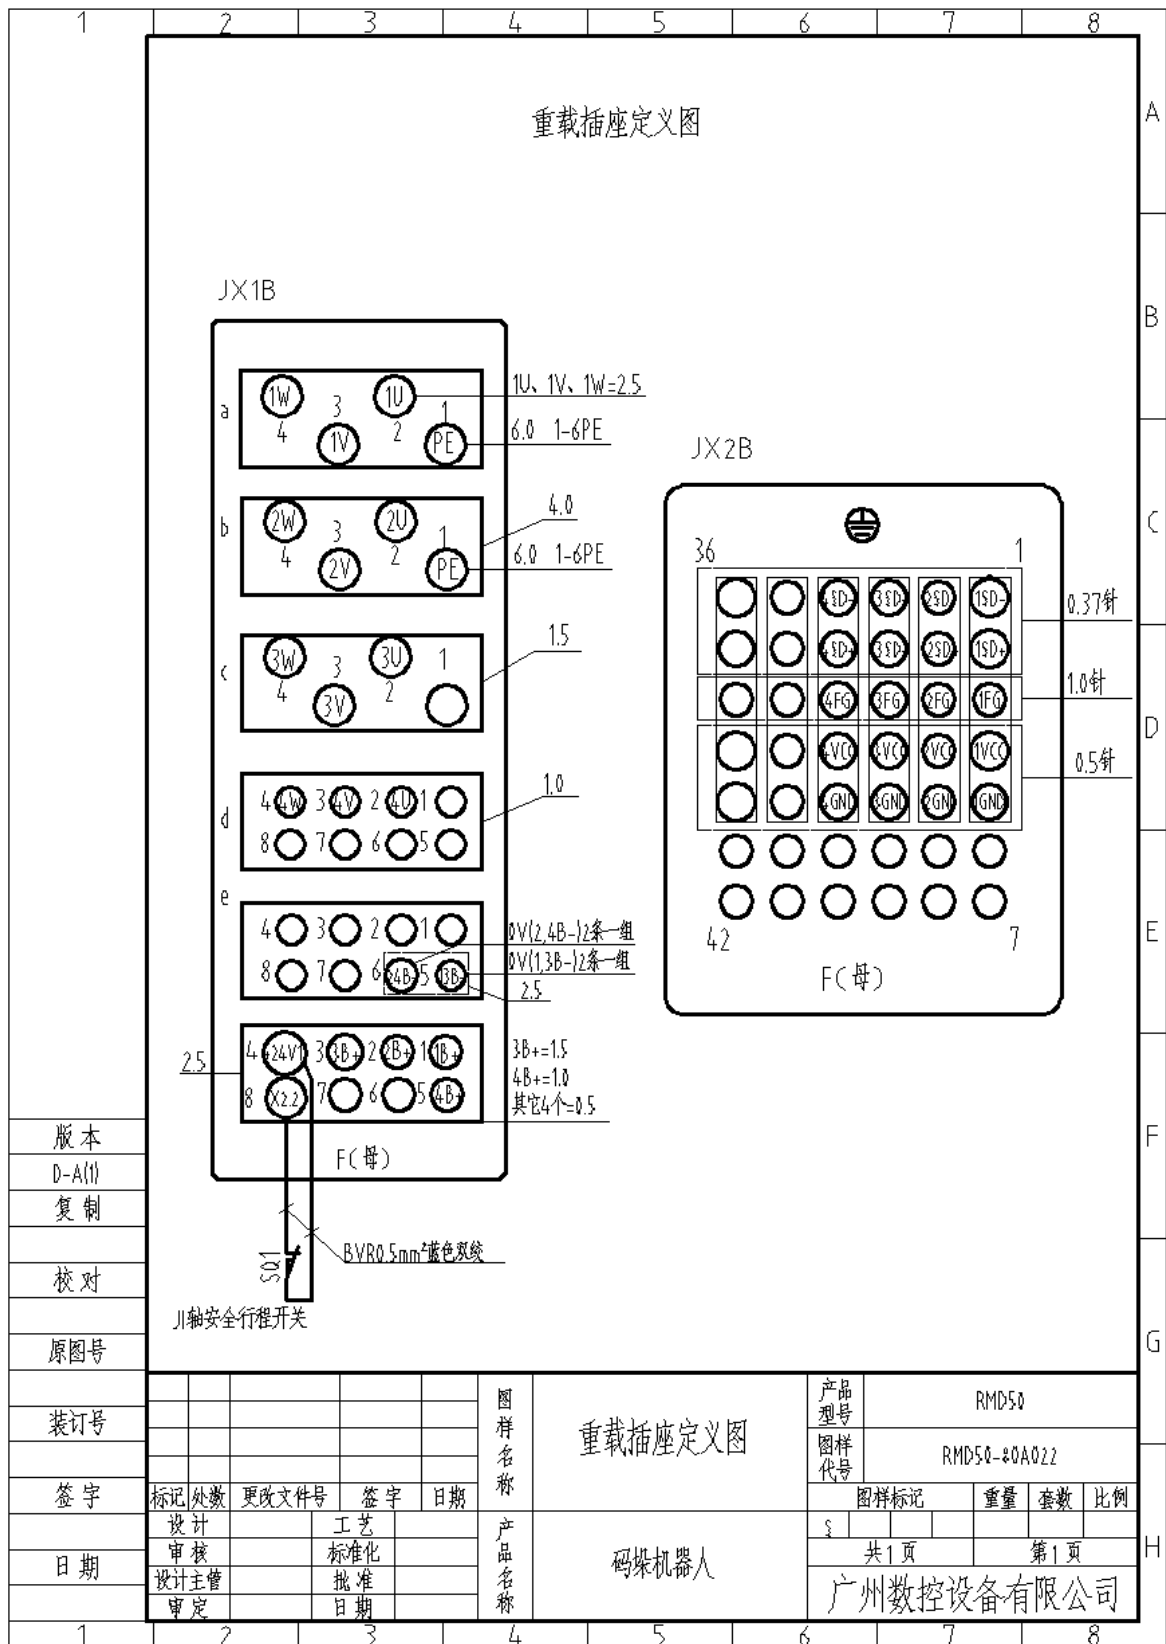 1 2 3 4 5 6 7 8
A
重载插座定义图
B
JX1B
a
1W 3 1U 1
4 1V 2 PE
1U、1V、1W=2.5
6.0 1-6PE
b
2W 3 2U 1
4 2V 2 PE
4.0
6.0 1-6PE
c
3W 3 3U 1
4 3V 2
1.5
d
4 4W 3 4V 2 4U 1
8 7 6 5
1.0
e
4 3 2 1
8 7 6 5
0V(2,4B-)2条一组
0V(1,3B-)2条一组
2.5
2.5
4 3 3B+ 2 2B+ 1 1B+
8 X2.2 7 6 5 4B+
3B+=1.5
4B+=1.0
其它4个=0.5
F(母)
SQ1
BVR0.5mm²蓝色双绞
J1轴安全行程开关
JX2B
C
36 1
4SD- 3SD- 2SD- 1SD-
4SD+ 3SD+ 2SD+ 1SD+
0.37针
4FG 3FG 2FG 1FG
1.0针
D
4VCC 3VCC 2VCC 1VCC
4GND 3GND 2GND 1GND
0.5针
42 7
F(母)
E
F
G
H
版本
D-A(1)
复制
校对
原图号
装订号
签字
日期
标记 处数 更改文件号 签字 日期
设计 工艺
审核 标准化
设计主管 批准
审定 日期
图样名称
重载插座定义图
产品名称
码垛机器人
产品型号
RMD50
图样代号
RMD50-80A022
图样标记 重量 套数 比例
S
共1页 第1页
广州数控设备有限公司
1 2 3 4 5 6 7 8